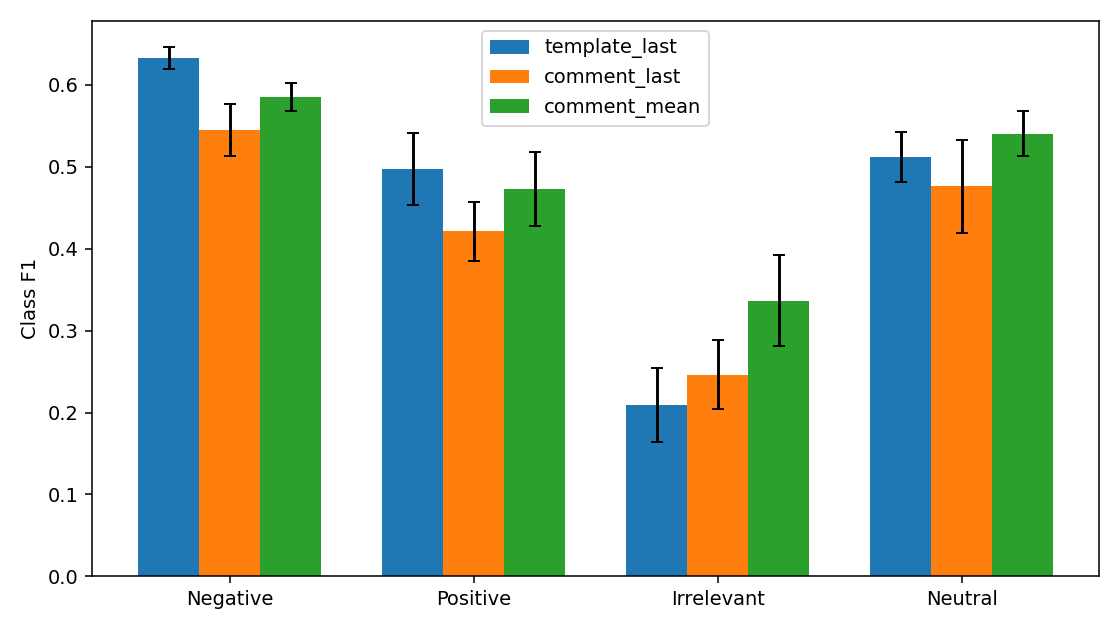 template_last
comment_last
comment_mean
Class F1
0.6
0.5
0.4
0.3
0.2
0.1
0.0
Negative Positive Irrelevant Neutral